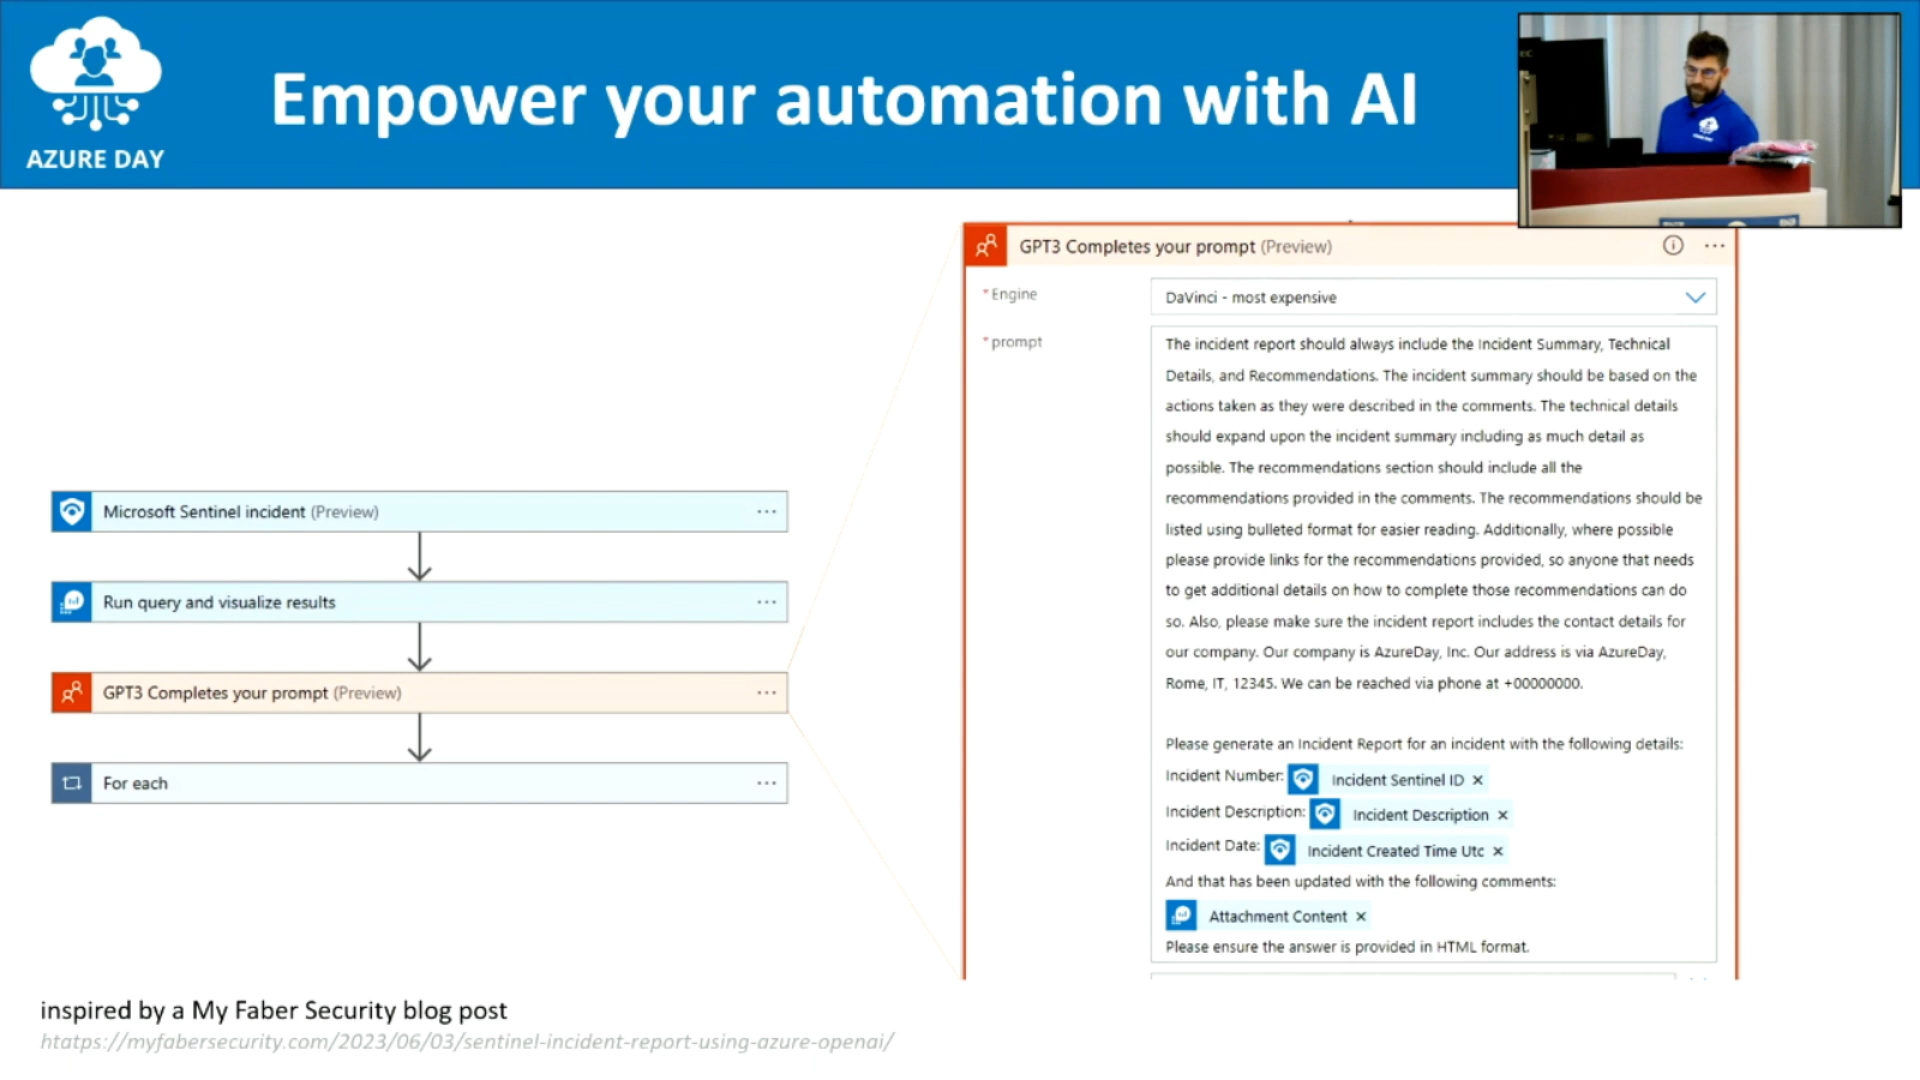 AZURE DAY
Empower your automation with AI
Microsoft Sentinel incident (Preview)
Run query and visualize results
GPT3 Completes your prompt (Preview)
For each
GPT3 Completes your prompt (Preview)
* Engine
DaVinci - most expensive
* prompt
The incident report should always include the Incident Summary, Technical
Details, and Recommendations. The incident summary should be based on the
actions taken as they were described in the comments. The technical details
should expand upon the incident summary including as much detail as
possible. The recommendations section should include all the
recommendations provided in the comments. The recommendations should be
listed using bulleted format for easier reading. Additionally, where possible
please provide links for the recommendations provided, so anyone that needs
to get additional details on how to complete those recommendations can do
so. Also, please make sure the incident report includes the contact details for
our company. Our company is AzureDay, Inc. Our address is via AzureDay,
Rome, IT, 12345. We can be reached via phone at +00000000.
Please generate an Incident Report for an incident with the following details:
Incident Number: Incident Sentinel ID ×
Incident Description: Incident Description ×
Incident Date: Incident Created Time Utc ×
And that has been updated with the following comments:
Attachment Content ×
Please ensure the answer is provided in HTML format.
inspired by a My Faber Security blog post
htatps://myfabersecurity.com/2023/06/03/sentinel-incident-report-using-azure-openai/